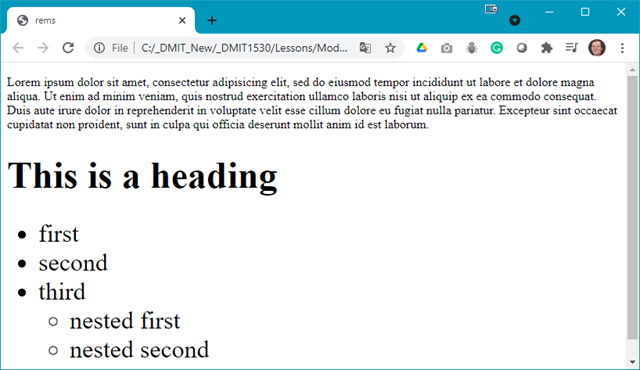 rems
File
C:/_DMIT_New/_DMIT1530/Lessons/Mod...
Lorem ipsum dolor sit amet, consectetur adipisicing elit, sed do eiusmod tempor incididunt ut labore et dolore magna
aliqua. Ut enim ad minim veniam, quis nostrud exercitation ullamco laboris nisi ut aliquip ex ea commodo consequat.
Duis aute irure dolor in reprehenderit in voluptate velit esse cillum dolore eu fugiat nulla pariatur. Excepteur sint occaecat
cupidatat non proident, sunt in culpa qui officia deserunt mollit anim id est laborum.
This is a heading
first
second
third
nested first
nested second